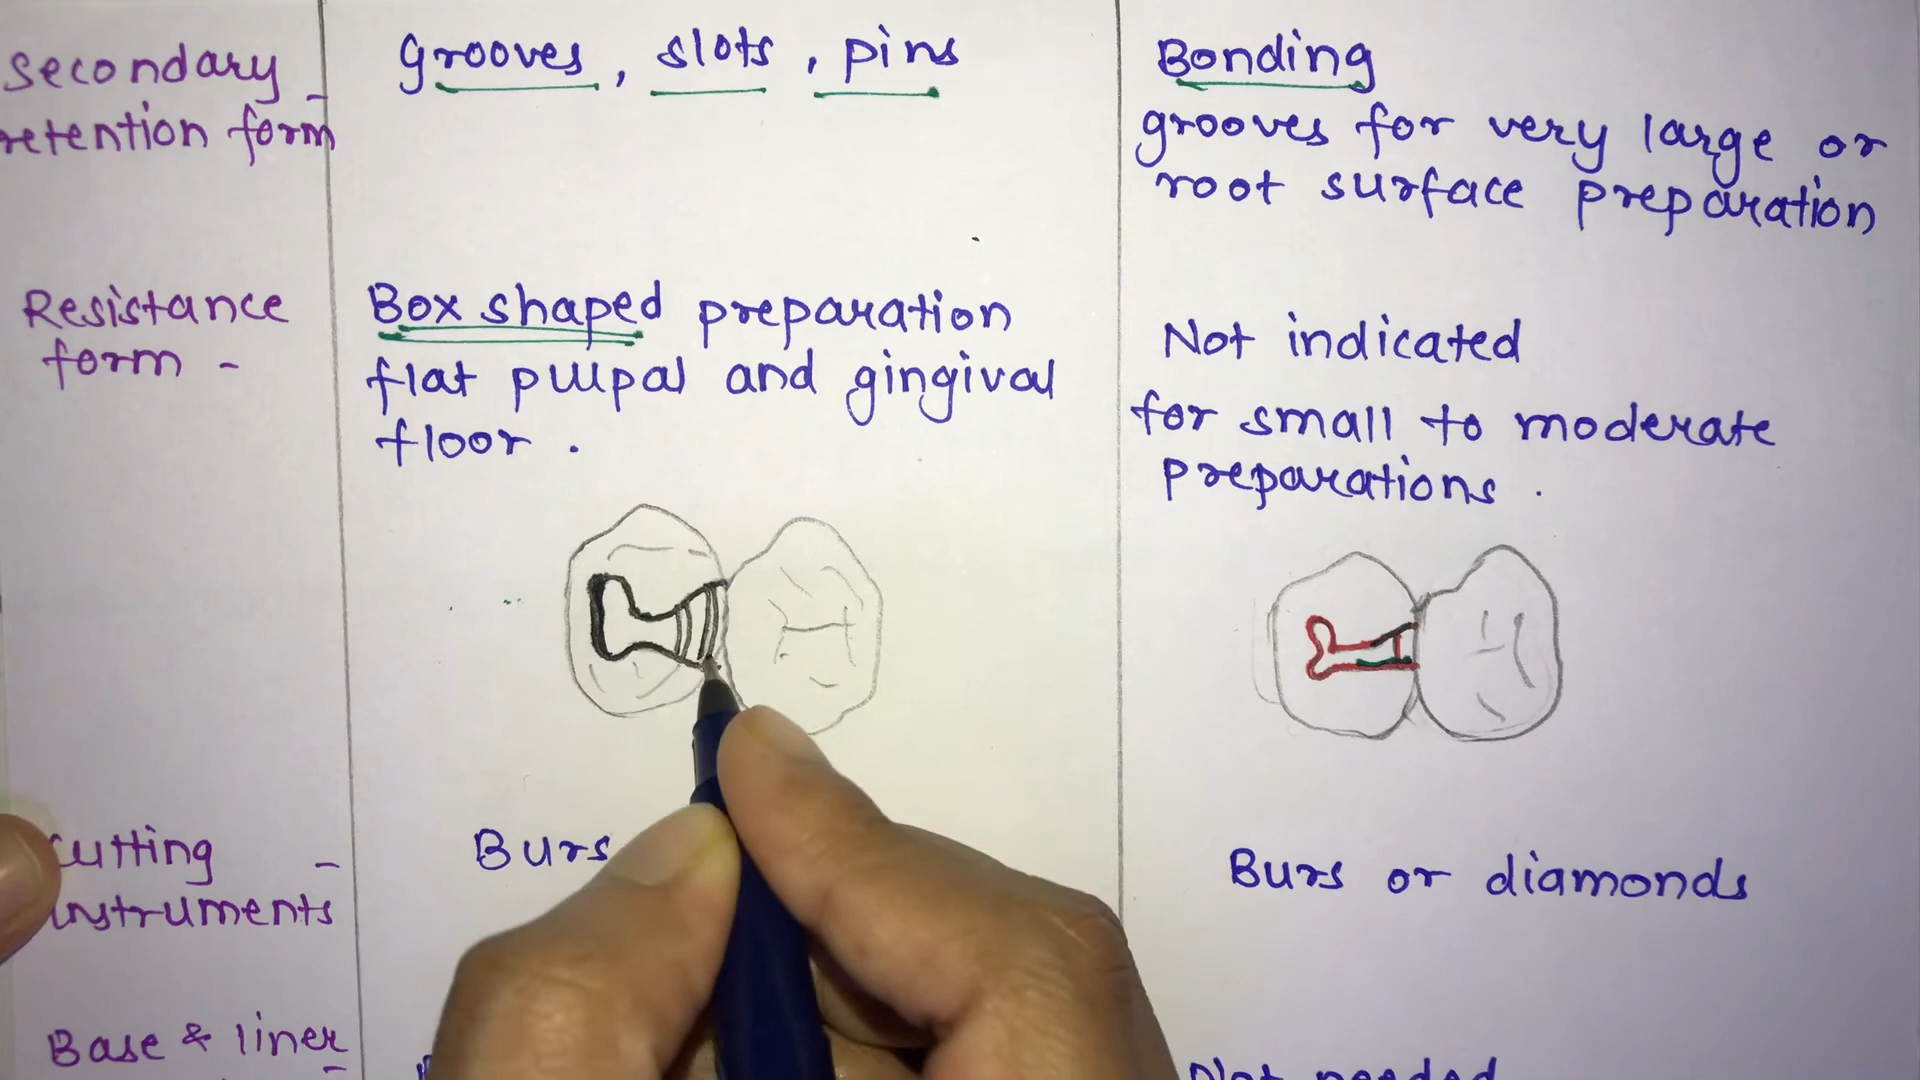 Secondary -
retention form
grooves, slots, pins
Bonding
grooves for very large or
root surface preparation
Resistance
form -
Box shaped preparation
flat pulpal and gingival
floor.
Not indicated
for small to moderate
preparations.
Cutting -
instruments
Burs
Burs or diamonds
Base & liner
-
Not needed